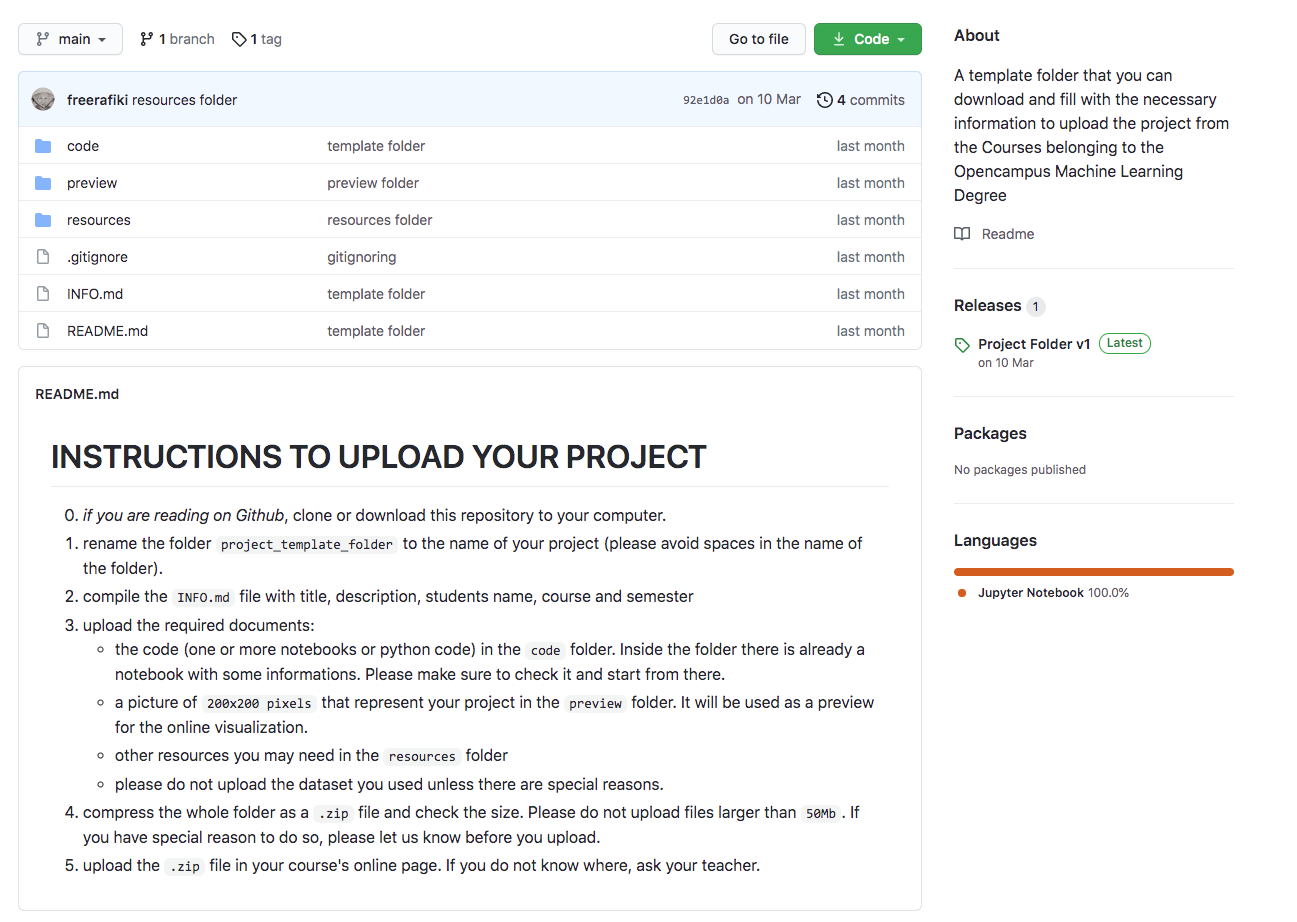 main
1 branch
1 tag
Go to file
Code
freerafiki resources folder
92e1d0a on 10 Mar
4 commits
code template folder last month
preview preview folder last month
resources resources folder last month
.gitignore gitignoring last month
INFO.md template folder last month
README.md template folder last month
README.md
INSTRUCTIONS TO UPLOAD YOUR PROJECT
0. if you are reading on Github, clone or download this repository to your computer.
1. rename the folder project_template_folder to the name of your project (please avoid spaces in the name of
the folder).
2. compile the INFO.md file with title, description, students name, course and semester
3. upload the required documents:
the code (one or more notebooks or python code) in the code folder. Inside the folder there is already a
notebook with some informations. Please make sure to check it and start from there.
a picture of 200x200 pixels that represent your project in the preview folder. It will be used as a preview
for the online visualization.
other resources you may need in the resources folder
please do not upload the dataset you used unless there are special reasons.
4. compress the whole folder as a .zip file and check the size. Please do not upload files larger than 50Mb . If
you have special reason to do so, please let us know before you upload.
5. upload the .zip file in your course's online page. If you do not know where, ask your teacher.
About
A template folder that you can
download and fill with the necessary
information to upload the project from
the Courses belonging to the
Opencampus Machine Learning
Degree
Readme
Releases 1
Project Folder v1 Latest
on 10 Mar
Packages
No packages published
Languages
Jupyter Notebook 100.0%